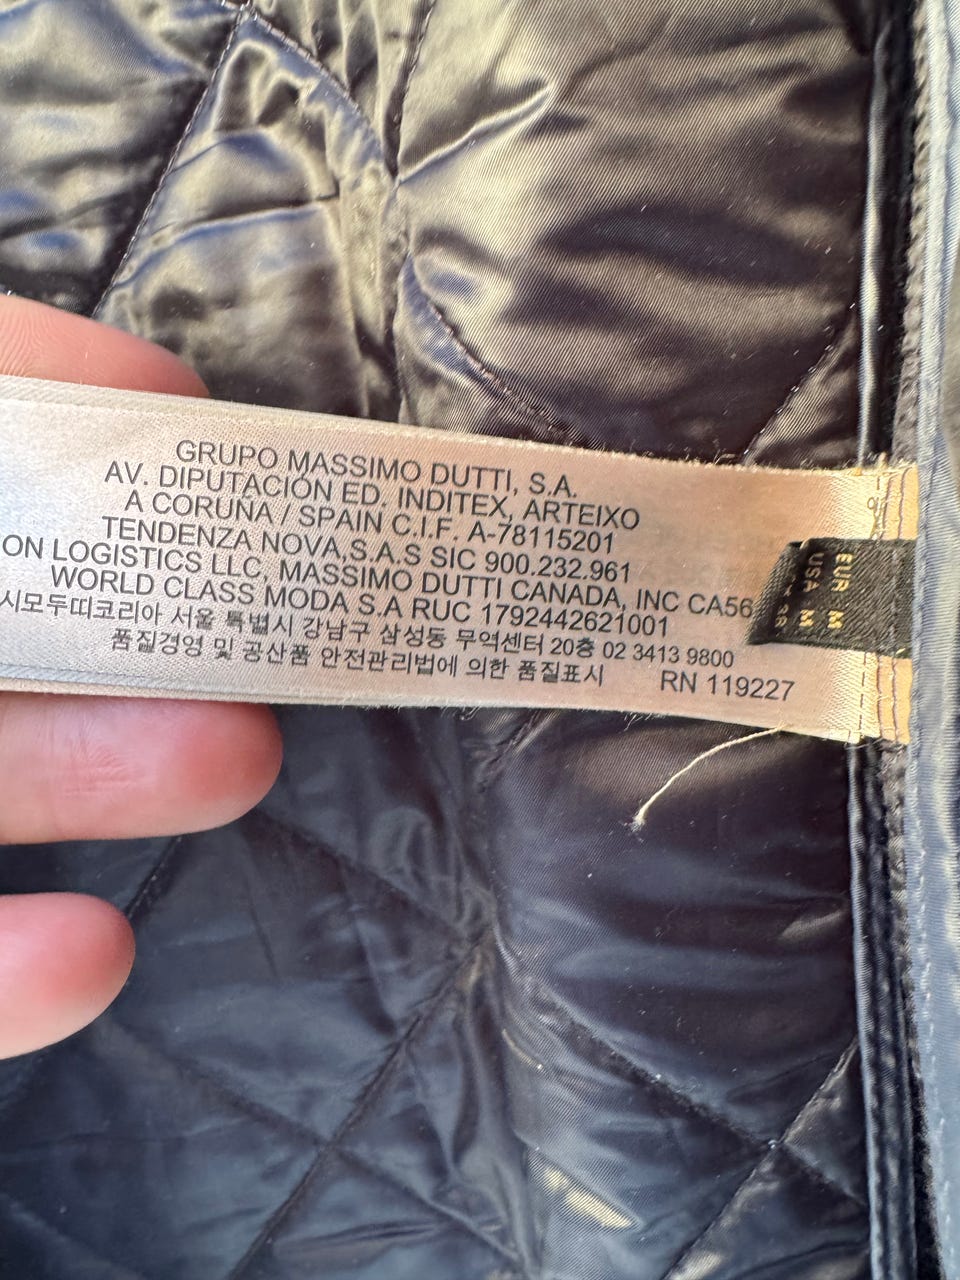 GRUPO MASSIMO DUTTI, S.A.
AV. DIPUTACIÓN ED. INDITEX, ARTEIXO
A CORUÑA / SPAIN C.I.F. A-78115201
TENDENZA NOVA,S.A.S SIC 900.232.961
ON LOGISTICS LLC, MASSIMO DUTTI CANADA, INC CA56
WORLD CLASS MODA S.A RUC 1792442621001
시모두띠코리아 서울 특별시 강남구 삼성동 무역센터 20층 02 3413 9800
품질경영 및 공산품 안전관리법에 의한 품질표시 RN 119227
EUR M
USA M